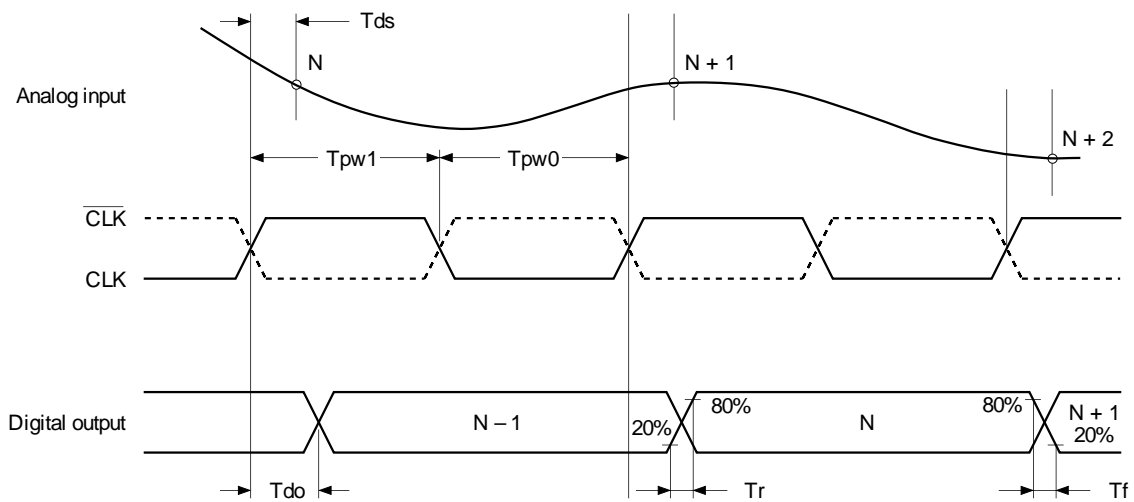 Tds
N
N + 1
Analog input
N + 2
Tpw1
Tpw0
CLK
CLK
80%
80%
N + 1
Digital output
N – 1
20%
N
20%
Tdo
Tr
Tf